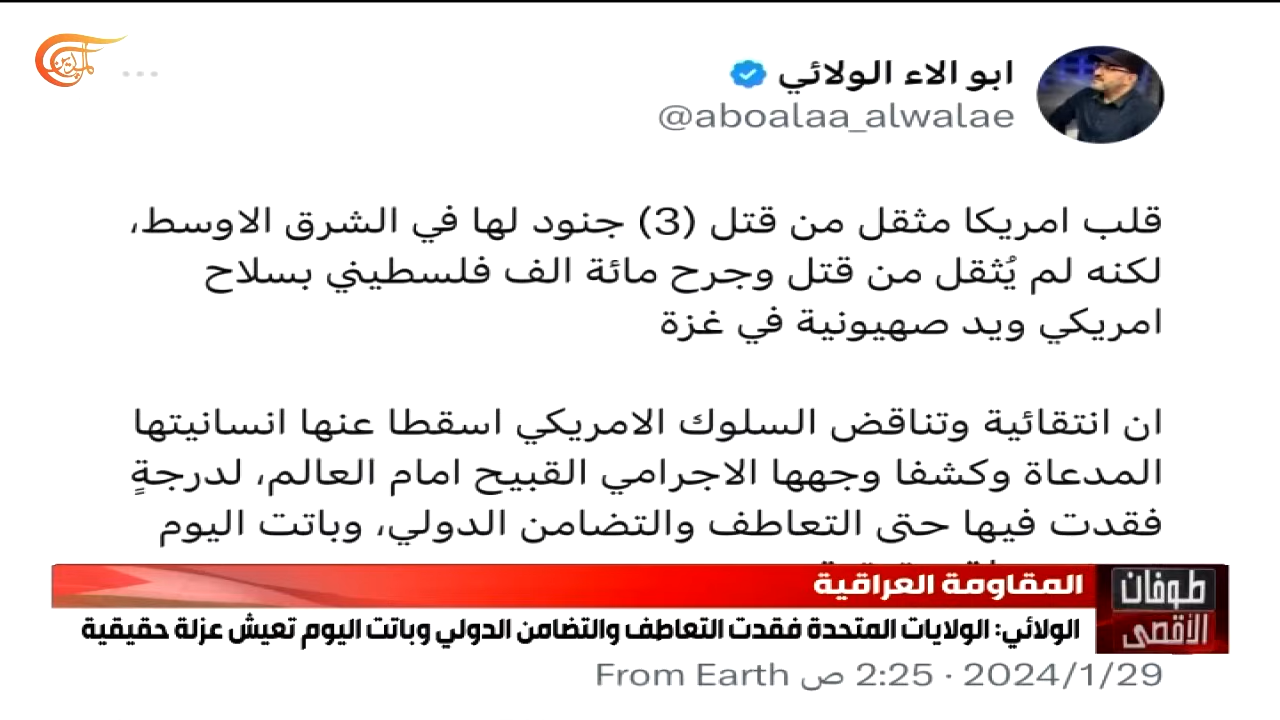 الميادين
ابو الاء الولائي
@aboalaa_alwalae
قلب امريكا مثقل من قتل (3) جنود لها في الشرق الاوسط،
لكنه لم يُثقل من قتل وجرح مائة الف فلسطيني بسلاح
امريكي ويد صهيونية في غزة
ان انتقائية وتناقض السلوك الامريكي اسقطا عنها انسانيتها
المدعاة وكشفا وجهها الاجرامي القبيح امام العالم، لدرجةٍ
فقدت فيها حتى التعاطف والتضامن الدولي، وباتت اليوم
طوفان
الأقصى
المقاومة العراقية
الولائي: الولايات المتحدة فقدت التعاطف والتضامن الدولي وباتت اليوم تعيش عزلة حقيقية
2024/1/29 · 2:25 ص From Earth